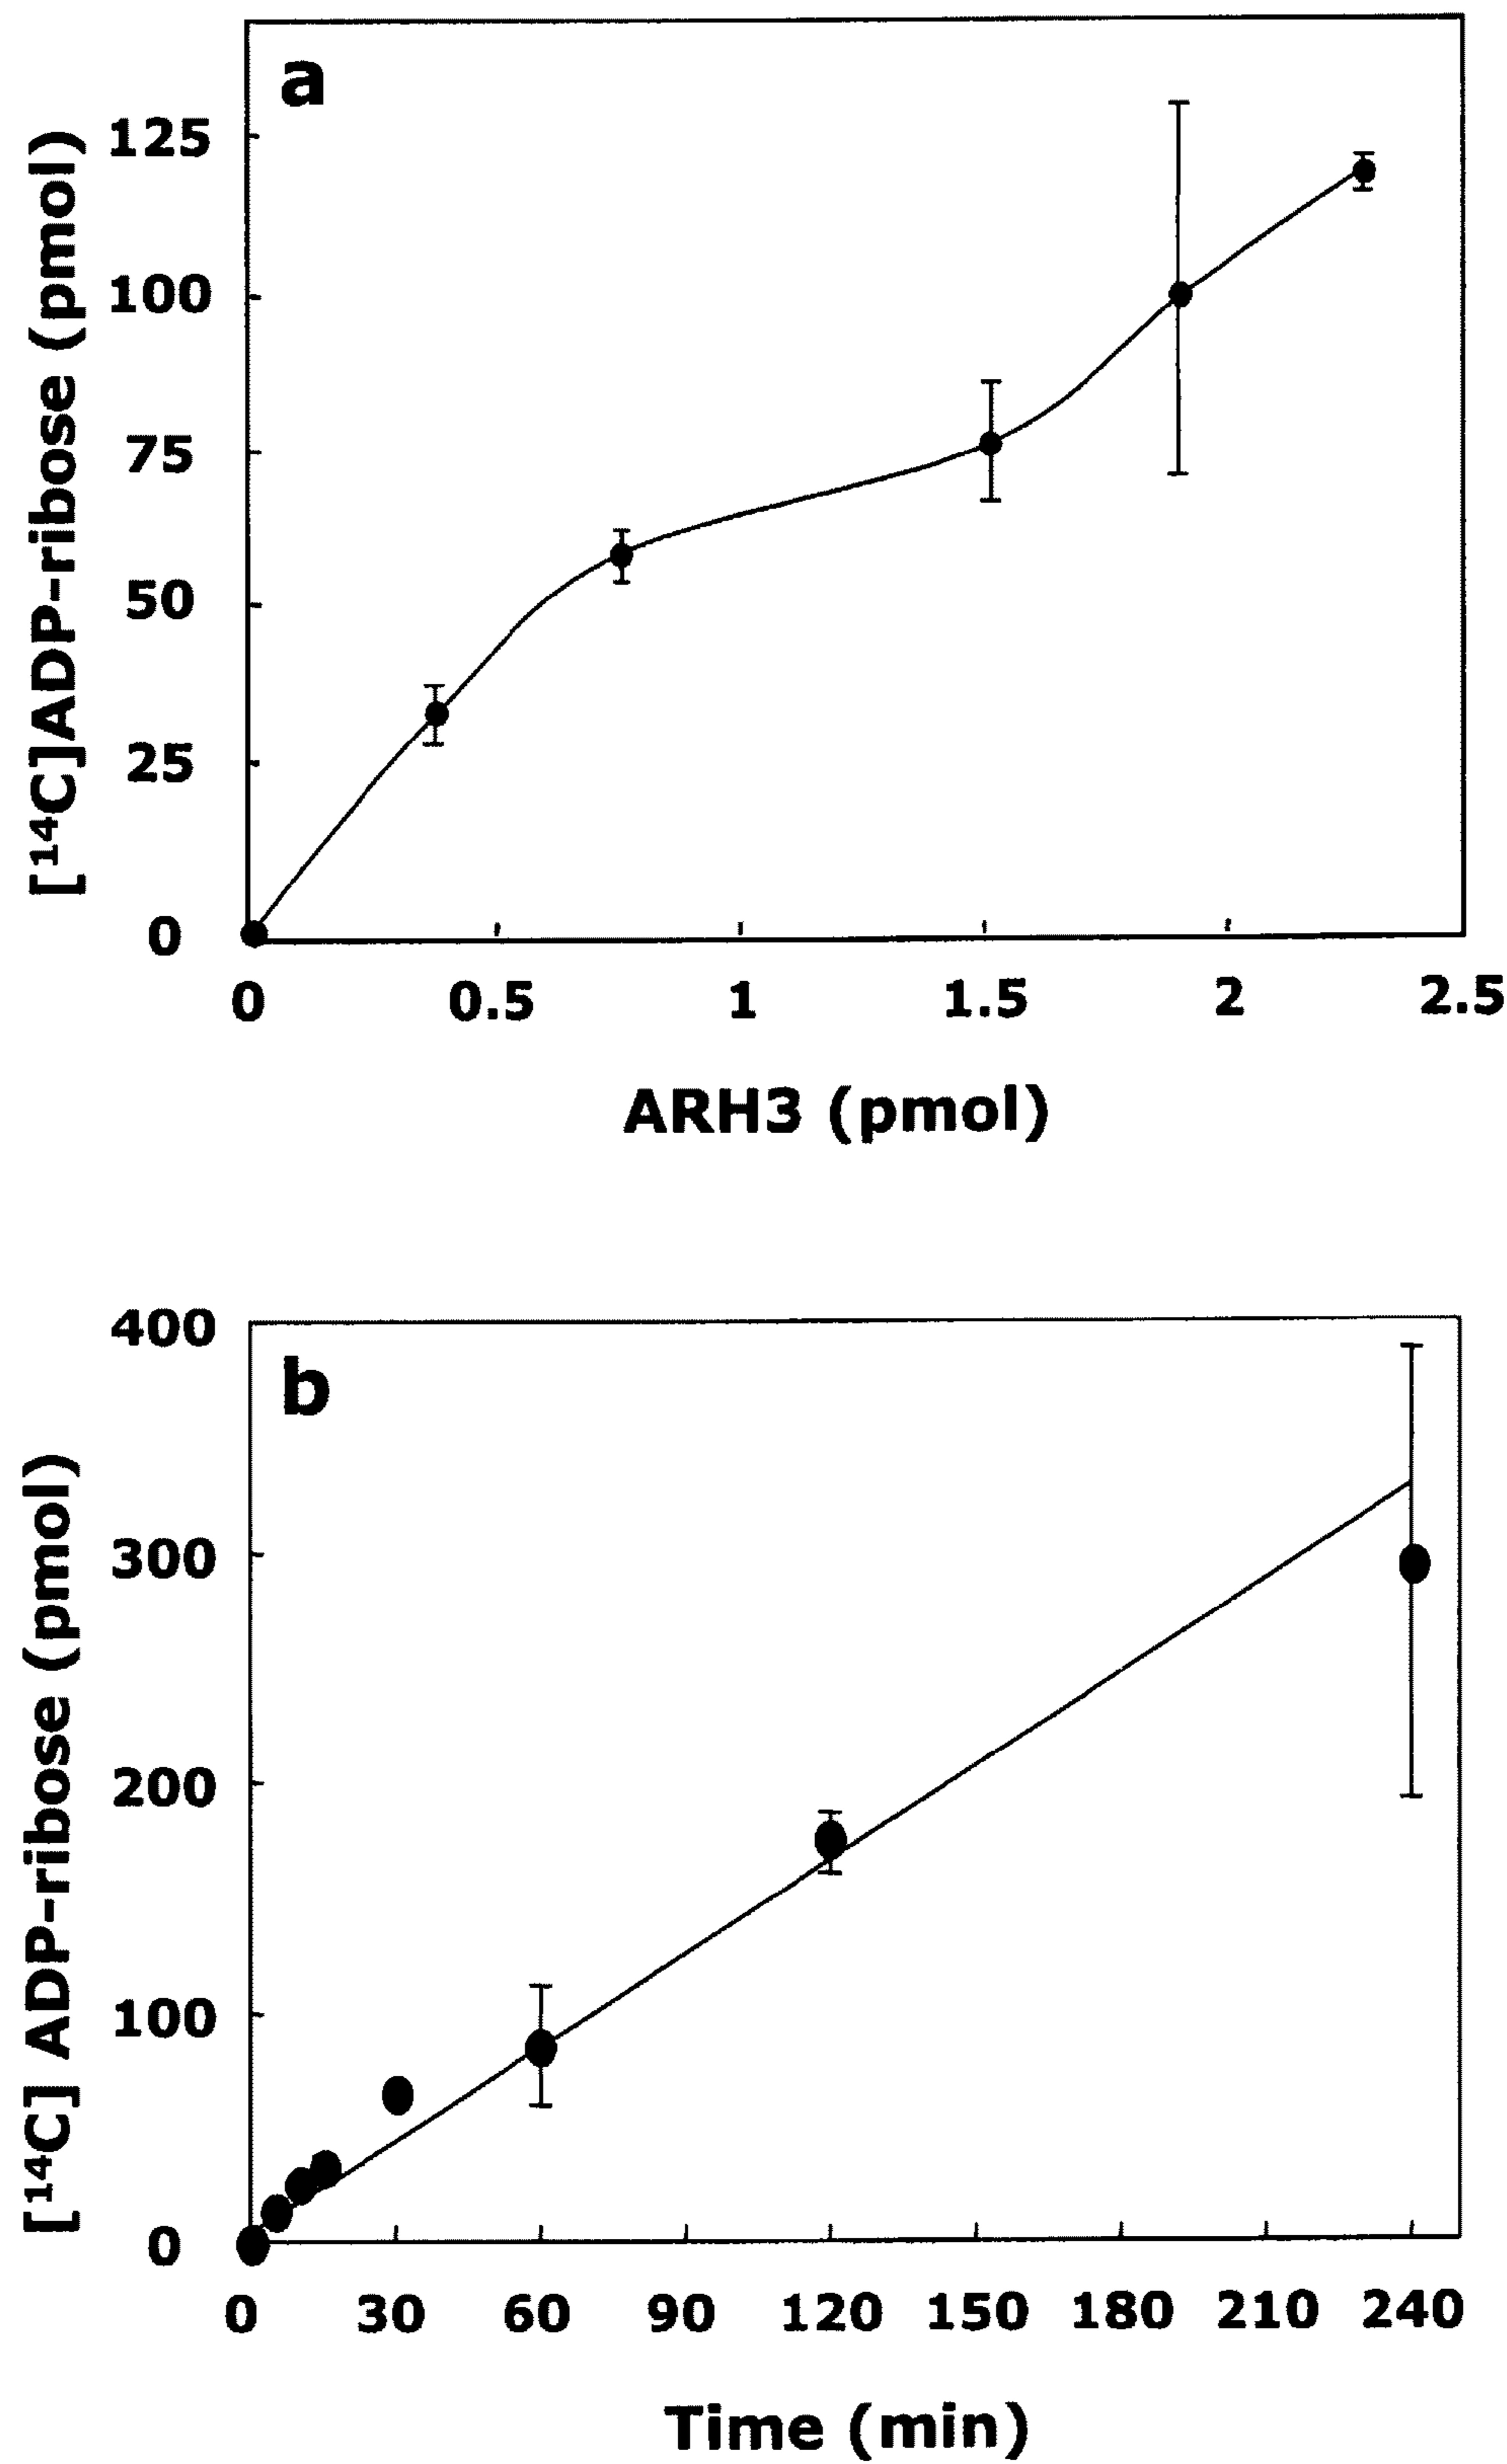 a
[¹⁴C]ADP-ribose (pmol)
125
100
75
50
25
0
0 0.5 1 1.5 2 2.5
ARH3 (pmol)
b
[¹⁴C] ADP-ribose (pmol)
400
300
200
100
0
0 30 60 90 120 150 180 210 240
Time (min)